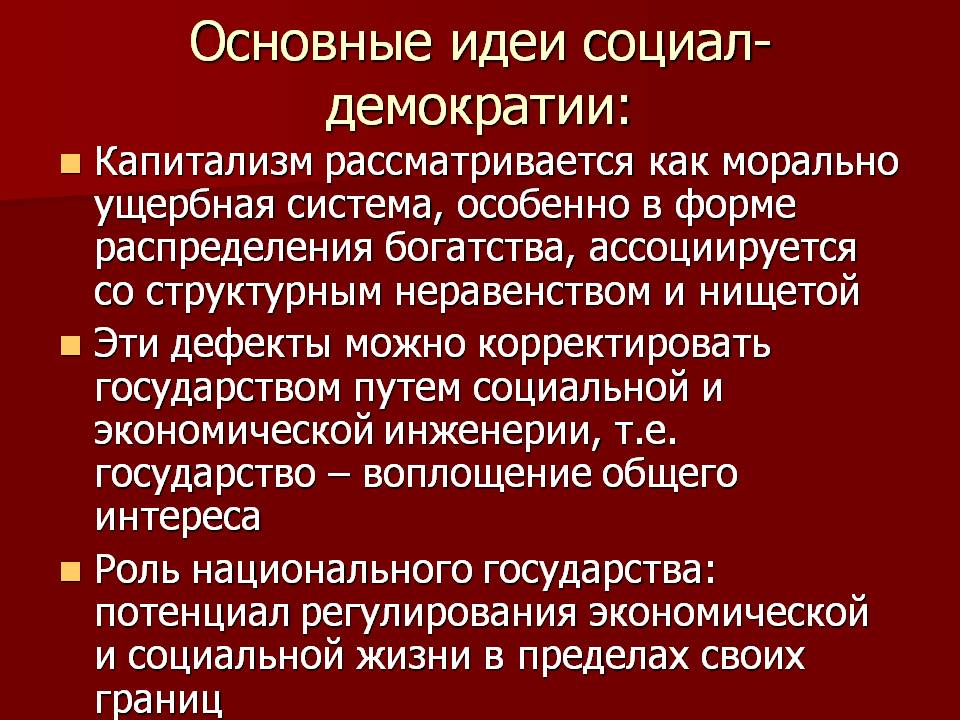 Основные идеи социал-
демократии:
Капитализм рассматривается как морально
ущербная система, особенно в форме
распределения богатства, ассоциируется
со структурным неравенством и нищетой
Эти дефекты можно корректировать
государством путем социальной и
экономической инженерии, т.е.
государство – воплощение общего
интереса
Роль национального государства:
потенциал регулирования экономической
и социальной жизни в пределах своих
границ